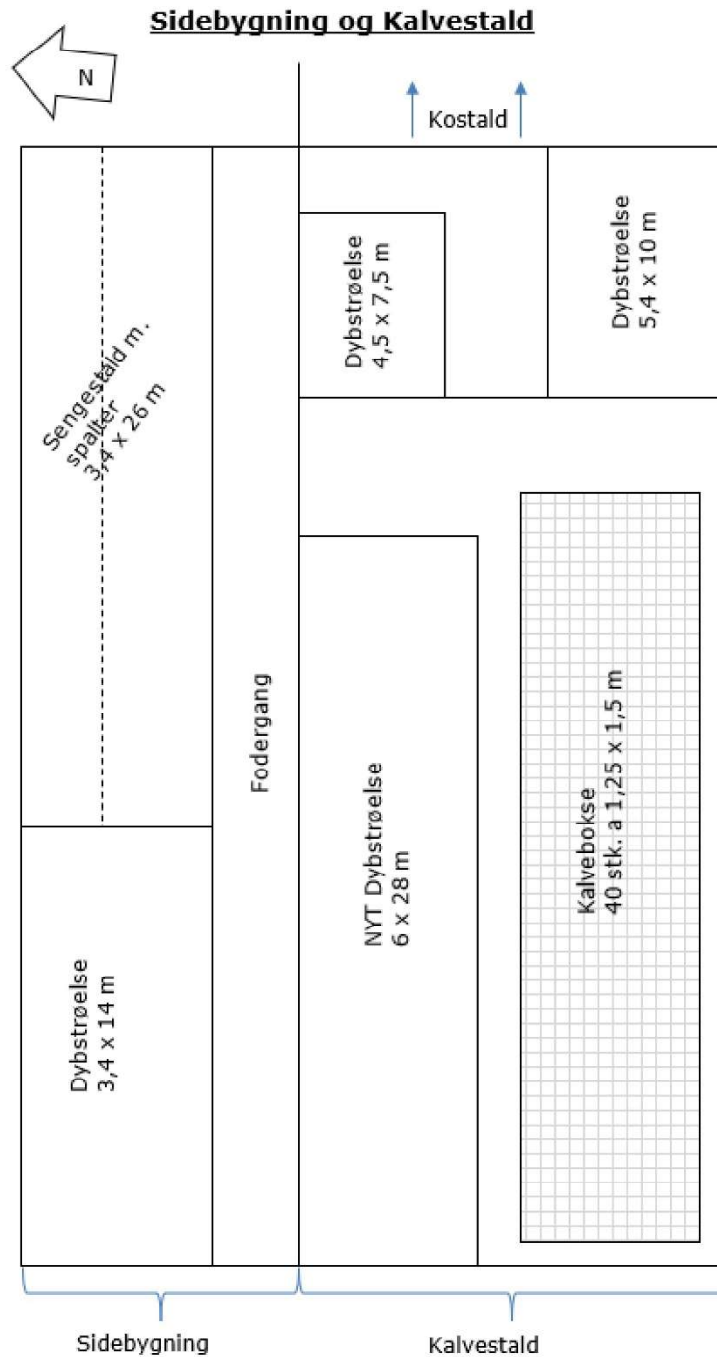 Sidebygning og Kalvestald
N
Kostald
Sengestald m.
spalter
3,4 x 26 m
Dybstrøelse
4,5 x 7,5 m
Dybstrøelse
5,4 x 10 m
Fodergang
Dybstrøelse
3,4 x 14 m
NYT Dybstrøelse
6 x 28 m
Kalvebokse
40 stk. a 1,25 x 1,5 m
Sidebygning
Kalvestald